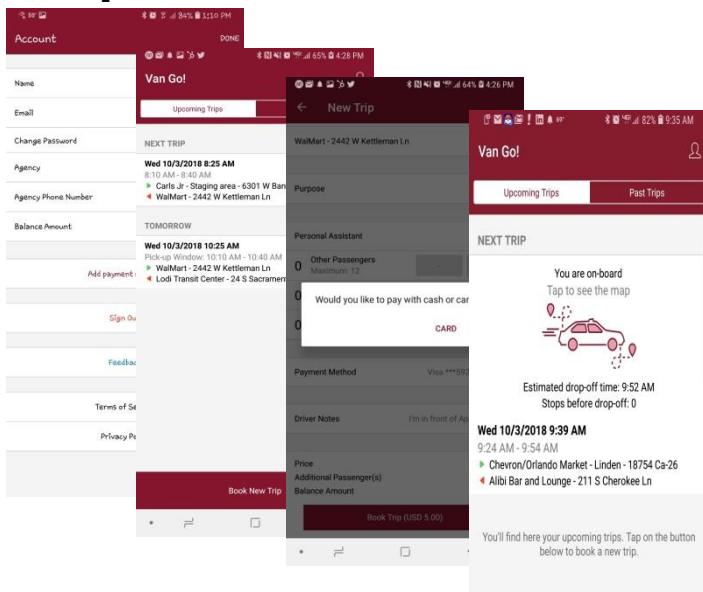 50°
84% 1:10 PM
Account
DONE
Name
Email
Change Password
Agency
Agency Phone Number
Balance Amount
Add payment
Sign Ou
Feedbac
Terms of Se
Privacy Po
65% 4:28 PM
Van Go!
Upcoming Trips
NEXT TRIP
Wed 10/3/2018 8:25 AM
8:10 AM - 8:40 AM
Carls Jr - Staging area - 6301 W Ban
WalMart - 2442 W Kettleman Ln
TOMORROW
Wed 10/3/2018 10:25 AM
Pick-up Window: 10:10 AM - 10:40 AM
WalMart - 2442 W Kettleman Ln
Lodi Transit Center - 24 S Sacramen
Book New Trip
64% 4:26 PM
New Trip
WalMart - 2442 W Kettleman Ln
Purpose
Personal Assistant
0 Other Passengers
Maximum: 12
-
0
Would you like to pay with cash or car
CARD
0
Payment Method Visa ***592
Driver Notes I'm in front of Ap
Price
Additional Passenger(s)
Balance Amount
Book Trip (USD 5.00)
69° 82% 9:35 AM
Van Go!
Upcoming Trips Past Trips
NEXT TRIP
You are on-board
Tap to see the map
Estimated drop-off time: 9:52 AM
Stops before drop-off: 0
Wed 10/3/2018 9:39 AM
9:24 AM - 9:54 AM
Chevron/Orlando Market - Linden - 18754 Ca-26
Alibi Bar and Lounge - 211 S Cherokee Ln
You'll find here your upcoming trips. Tap on the button
below to book a new trip.